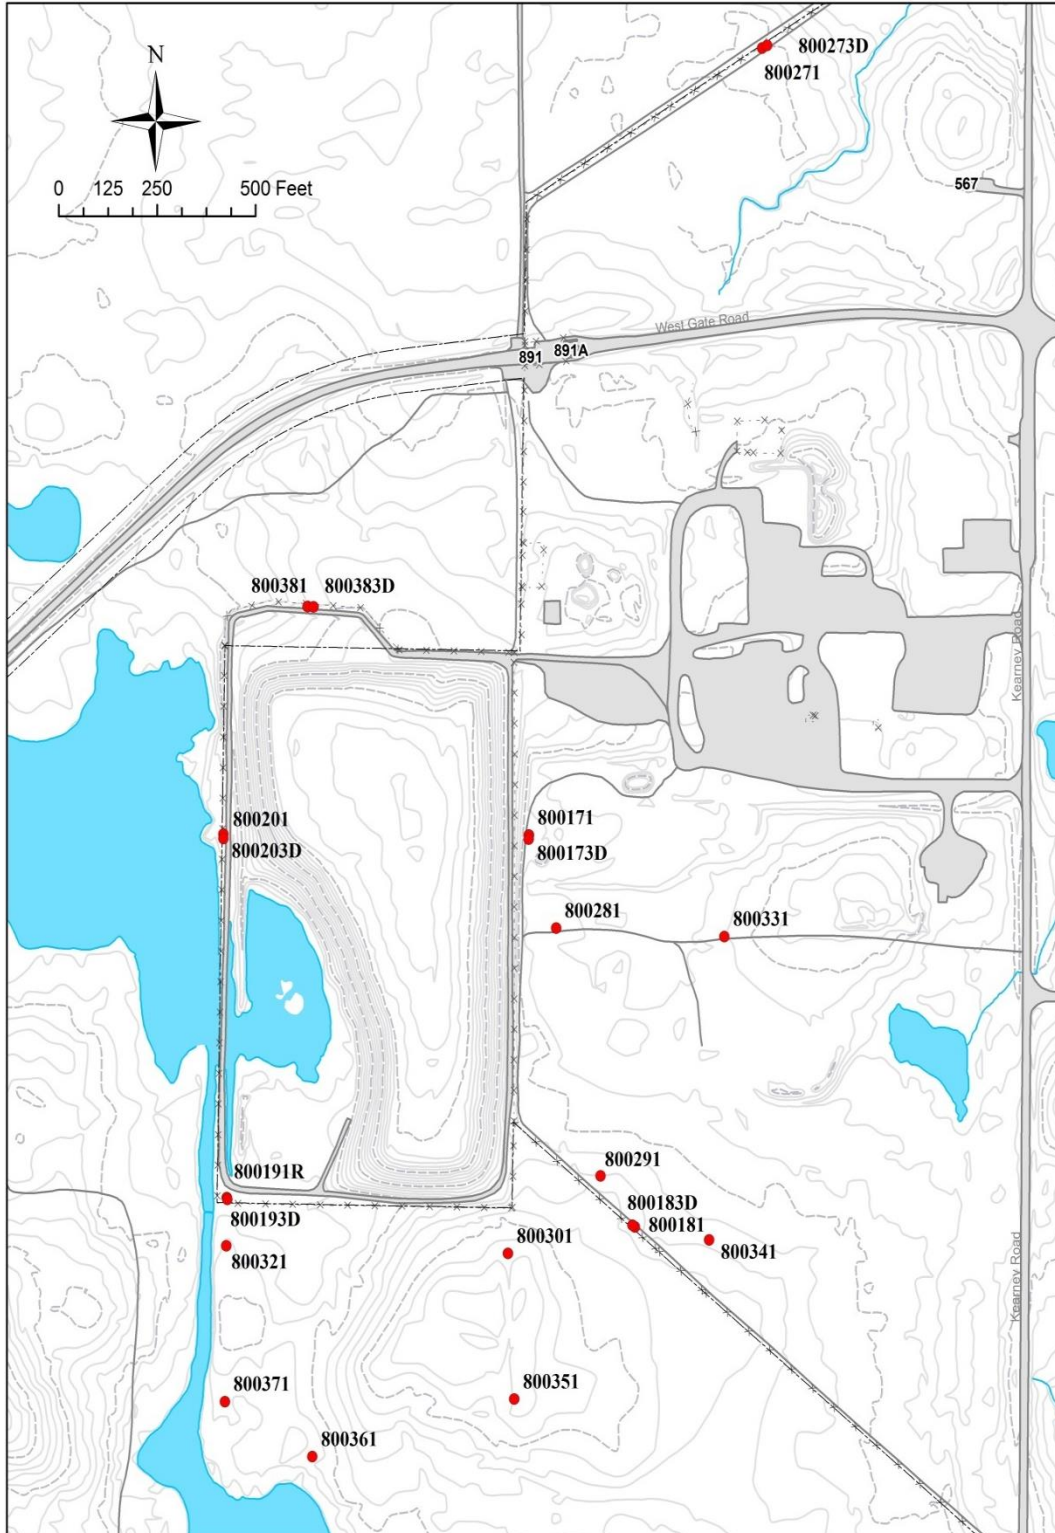 800273D
800271
N
0 125 250 500 Feet
567
West Gate Road
891
891A
800381
800383D
Kearney Road
800201
800203D
800171
800173D
800281
800331
800291
800191R
800193D
800183D
800181
800301
800341
800321
Kearney Road
800371
800351
800361